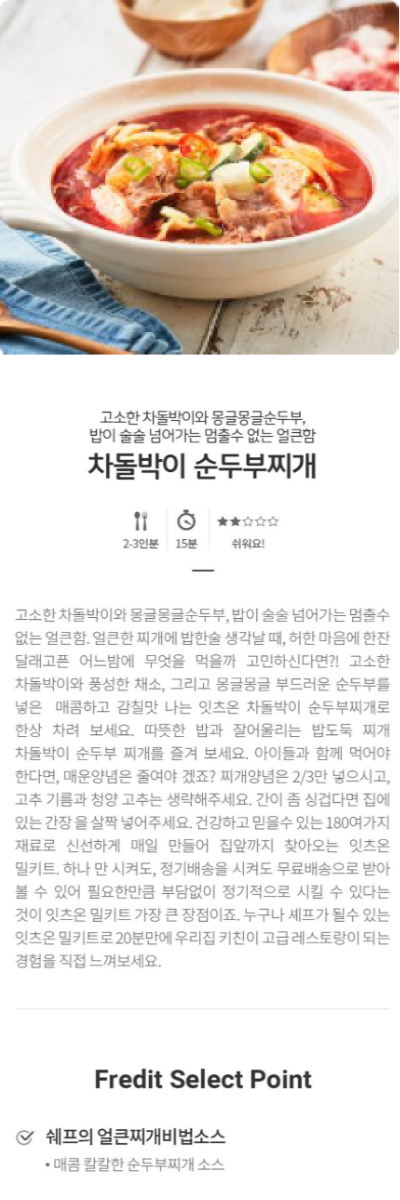 고소한 차돌박이와 몽글몽글순두부,
밥이 술술 넘어가는 멈출수 없는 얼큰함
차돌박이 순두부찌개
2-3인분 15분 쉬워요!
고소한 차돌박이와 몽글몽글순두부, 밥이 술술 넘어가는 멈출수
없는 얼큰함. 얼큰한 찌개에 밥한술 생각날 때, 허한 마음에 한잔
달래고픈 어느밤에 무엇을 먹을까 고민하신다면?! 고소한
차돌박이와 풍성한 채소, 그리고 몽글몽글 부드러운 순두부를
넣은 매콤하고 감칠맛 나는 잇츠온 차돌박이 순두부찌개로
한상 차려 보세요. 따뜻한 밥과 잘어울리는 밥도둑 찌개
차돌박이 순두부 찌개를 즐겨 보세요. 아이들과 함께 먹어야
한다면, 매운양념은 줄여야 겠죠? 찌개양념은 2/3만 넣으시고,
고추 기름과 청양 고추는 생략해주세요. 간이 좀 싱겁다면 집에
있는 간장 을 살짝 넣어주세요. 건강하고 믿을수 있는 180여가지
재료로 신선하게 매일 만들어 집앞까지 찾아오는 잇츠온
밀키트. 하나 만 시켜도, 정기배송을 시켜도 무료배송으로 받아
볼 수 있어 필요한만큼 부담없이 정기적으로 시킬 수 있다는
것이 잇츠온 밀키트 가장 큰 장점이죠. 누구나 셰프가 될수 있는
잇츠온 밀키트로 20분만에 우리집 키친이 고급 레스토랑이 되는
경험을 직접 느껴보세요.
Fredit Select Point
쉐프의 얼큰찌개비법소스
• 매콤 칼칼한 순두부찌개 소스